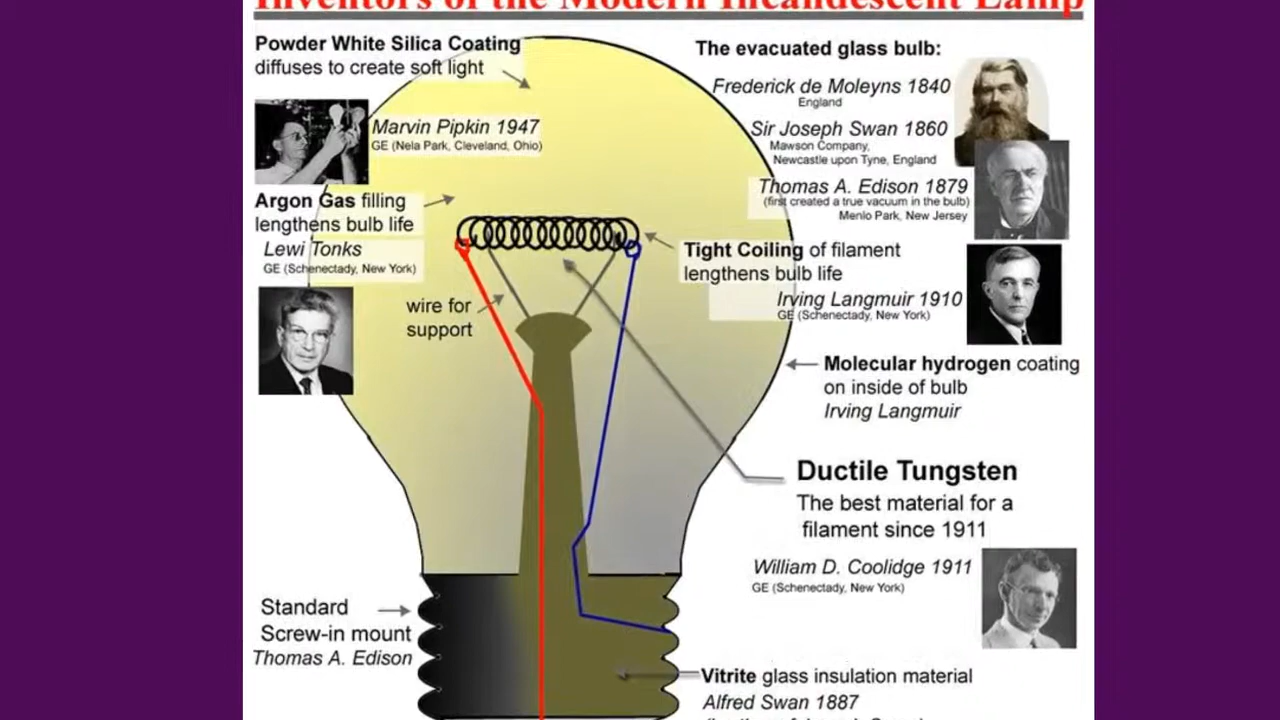 Inventors of the Modern Incandescent Lamp
Powder White Silica Coating
diffuses to create soft light
Marvin Pipkin 1947
GE (Nela Park, Cleveland, Ohio)
Argon Gas filling
lengthens bulb life
Lewi Tonks
GE (Schenectady, New York)
wire for
support
The evacuated glass bulb:
Frederick de Moleyns 1840
England
Sir Joseph Swan 1860
Mawson Company,
Newcastle upon Tyne, England
Thomas A. Edison 1879
(first created a true vacuum in the bulb)
Menlo Park, New Jersey
Tight Coiling of filament
lengthens bulb life
Irving Langmuir 1910
GE (Schenectady, New York)
Molecular hydrogen coating
on inside of bulb
Irving Langmuir
Ductile Tungsten
The best material for a
filament since 1911
William D. Coolidge 1911
GE (Schenectady, New York)
Standard
Screw-in mount
Thomas A. Edison
Vitrite glass insulation material
Alfred Swan 1887